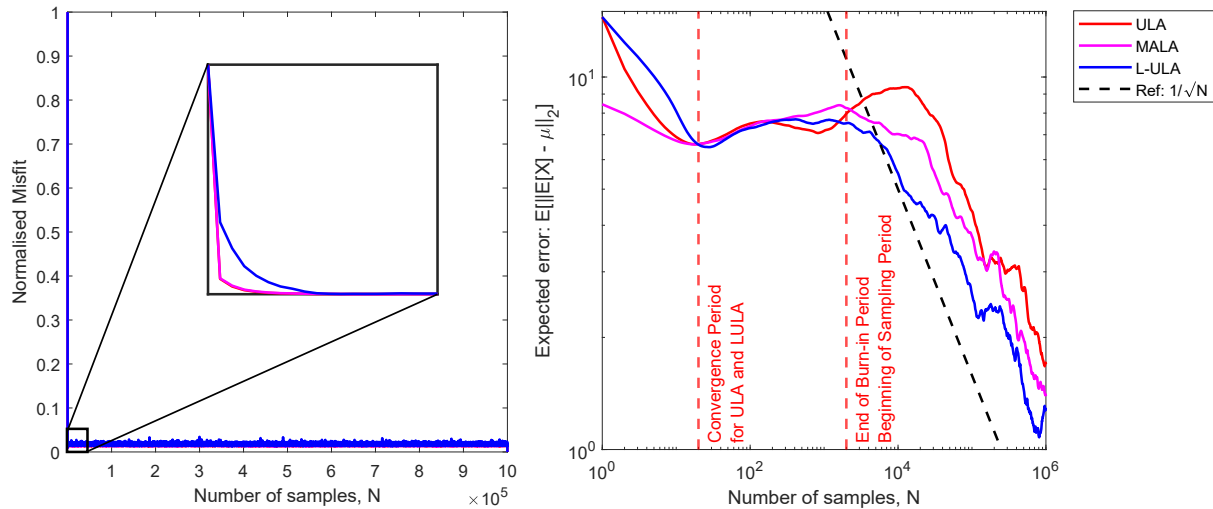 Normalised Misfit
1
0.9
0.8
0.7
0.6
0.5
0.4
0.3
0.2
0.1
0
1 2 3 4 5 6 7 8 9 10
Number of samples, N
×10^5
Expected error: E[||E[X] - μ||_2]
10^1
10^0
Convergence Period
for ULA and LULA
End of Burn-in Period
Beginning of Sampling Period
10^0 10^2 10^4 10^6
Number of samples, N
ULA
MALA
L-ULA
Ref: 1/√N